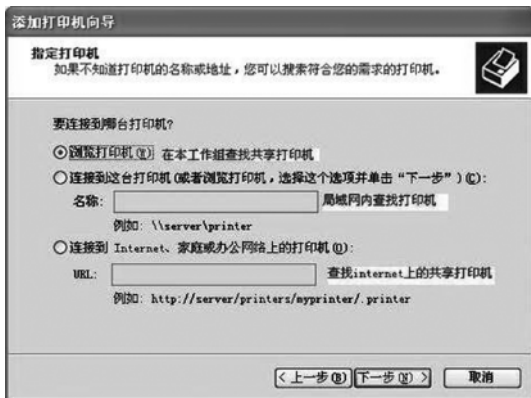 添加打印机向导
指定打印机
如果不知道打印机的名称或地址，您可以搜索符合您的需求的打印机。
要连接到哪台打印机?
浏览打印机(W) 在本工作组查找共享打印机
连接到这台打印机(或者浏览打印机，选择这个选项并单击“下一步”)(C):
名称: 局域网内查找打印机
例如: \\server\printer
连接到 Internet、家庭或办公网络上的打印机(O):
URL: 查找internet上的共享打印机
例如: http://server/printers/myprinter/.printer
< 上一步(B) 下一步(N) > 取消